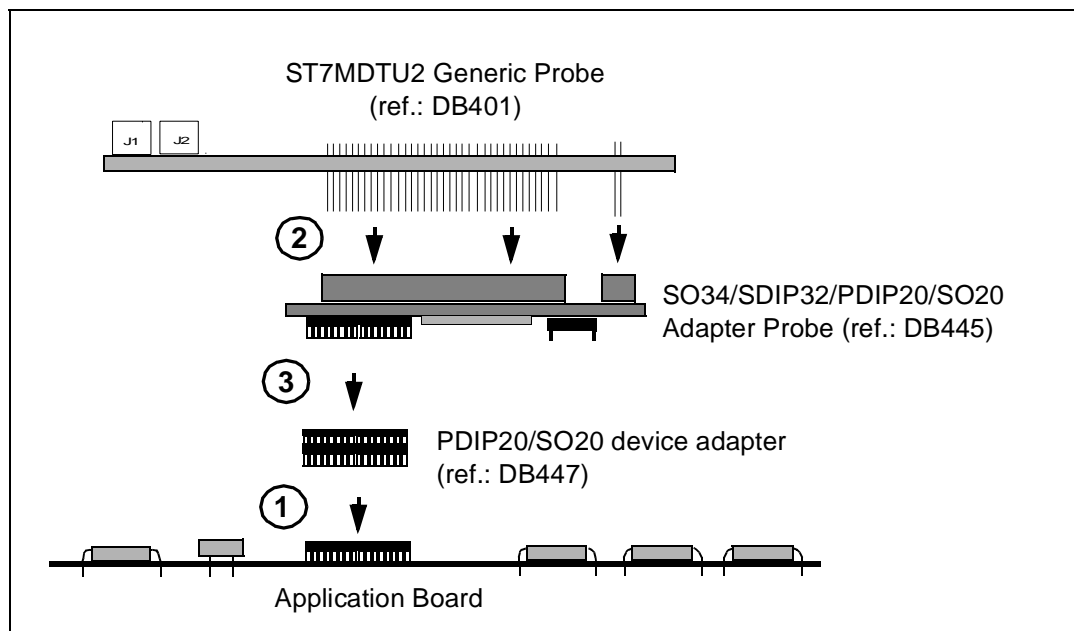 ST7MDTU2 Generic Probe
(ref.: DB401)
J1
J2
2
SO34/SDIP32/PDIP20/SO20
Adapter Probe (ref.: DB445)
3
PDIP20/SO20 device adapter
(ref.: DB447)
1
Application Board